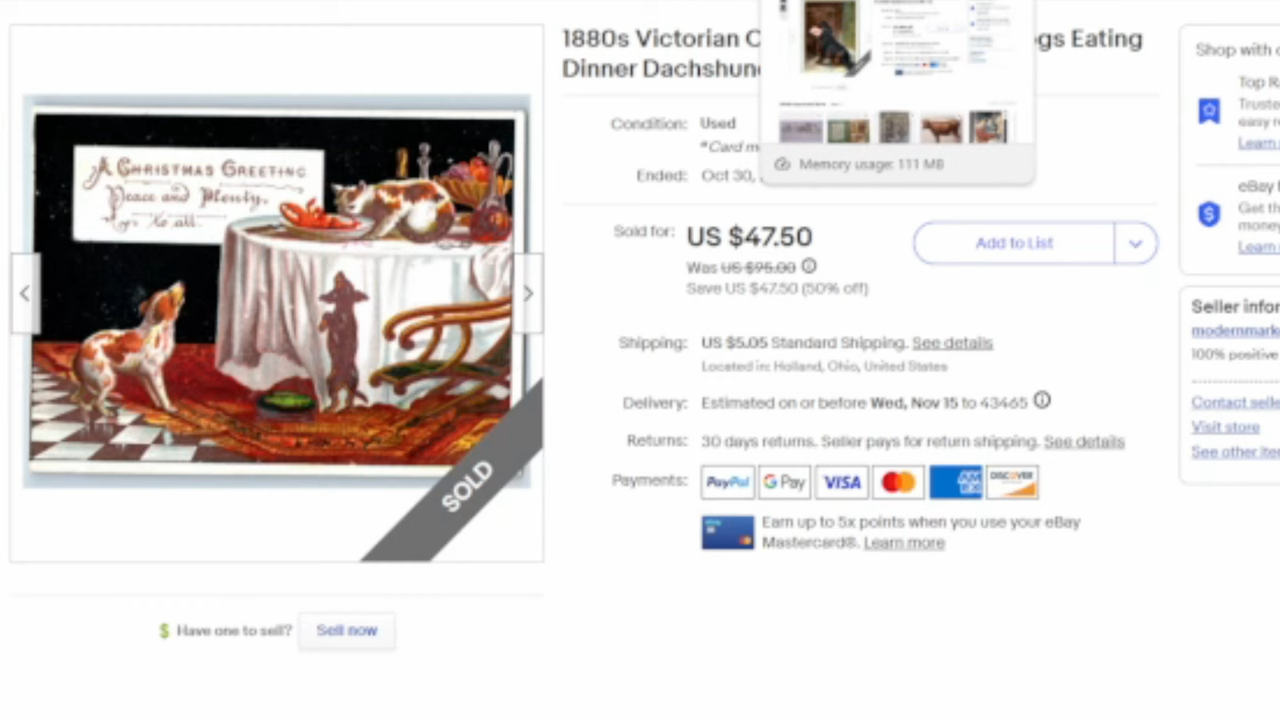 1880s Victorian
gs Eating
Dinner Dachshund
Condition: Used
*Card
Ended: Oct 30,
Memory usage: 111 MB
Sold for: US $47.50
Was US $95.00
Save US $47.50 (50% off)
Add to List
Shipping: US $5.05 Standard Shipping. See details
Located in: Holland, Ohio, United States
Delivery: Estimated on or before Wed, Nov 15 to 43465
Returns: 30 days returns. Seller pays for return shipping. See details
Payments: PayPal G Pay VISA AM EX DISCOVER
Earn up to 5x points when you use your eBay
Mastercard®. Learn more
A CHRISTMAS GREETING
Peace and Plenty.
to all.
SOLD
$ Have one to sell? Sell now
Shop with
Top Ra
Truste
easy re
Learn
eBay
Get th
money
Learn
Seller infor
modernmark
100% positive
Contact selle
Visit store
See other ite